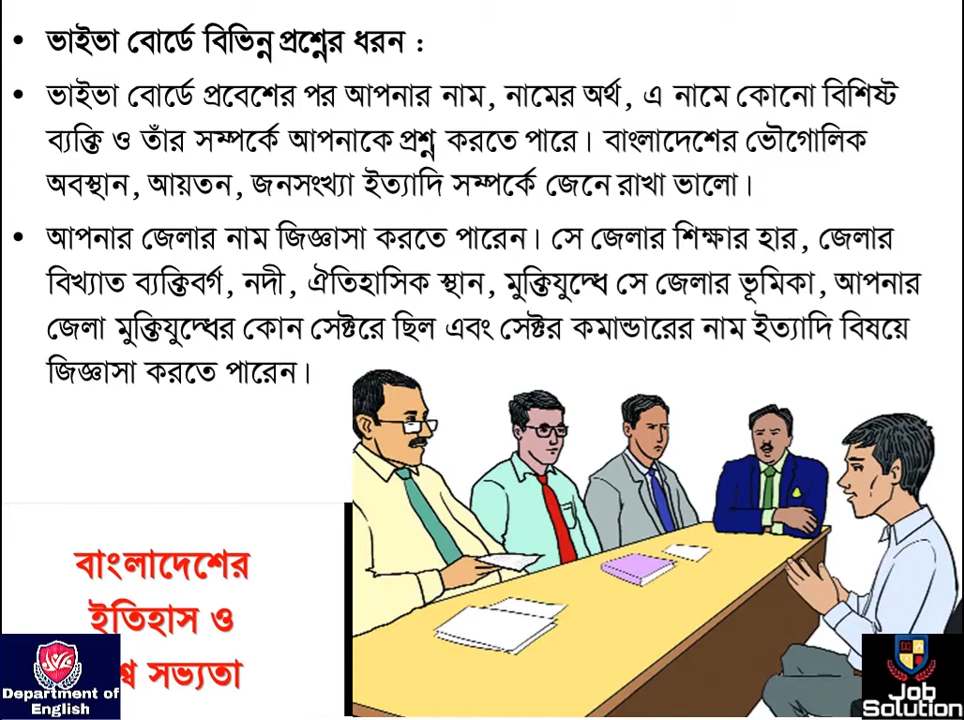 • ভাইভা বোর্ডে বিভিন্ন প্রশ্নের ধরন :
• ভাইভা বোর্ডে প্রবেশের পর আপনার নাম, নামের অর্থ, এ নামে কোনো বিশিষ্ট
ব্যক্তি ও তাঁর সম্পর্কে আপনাকে প্রশ্ন করতে পারে। বাংলাদেশের ভৌগোলিক
অবস্থান, আয়তন, জনসংখ্যা ইত্যাদি সম্পর্কে জেনে রাখা ভালো।
• আপনার জেলার নাম জিজ্ঞাসা করতে পারেন। সে জেলার শিক্ষার হার, জেলার
বিখ্যাত ব্যক্তিবর্গ, নদী, ঐতিহাসিক স্থান, মুক্তিযুদ্ধে সে জেলার ভূমিকা, আপনার
জেলা মুক্তিযুদ্ধের কোন সেক্টরে ছিল এবং সেক্টর কমান্ডারের নাম ইত্যাদি বিষয়ে
জিজ্ঞাসা করতে পারেন।
বাংলাদেশের
ইতিহাস ও
সভ্যতা
Department of
English
Job
Solution